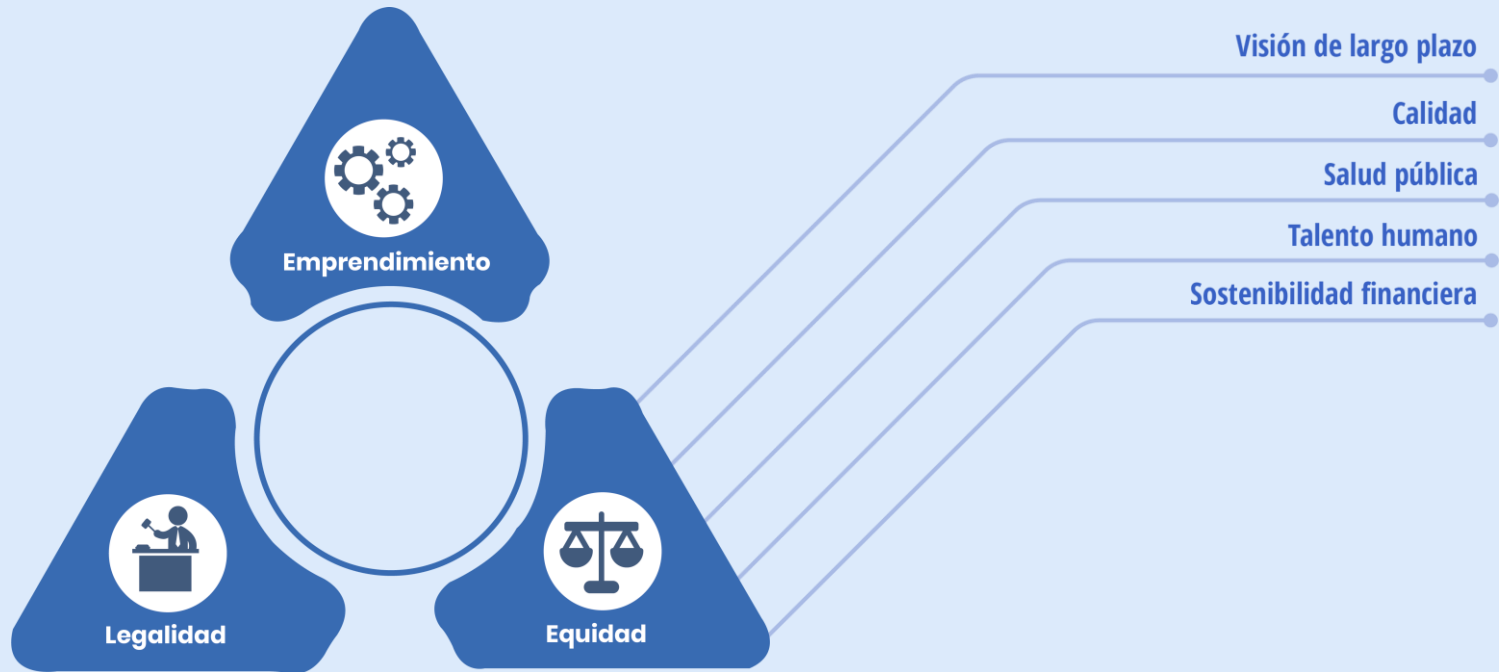 Emprendimiento
Legalidad
Equidad
Visión de largo plazo
Calidad
Salud pública
Talento humano
Sostenibilidad financiera